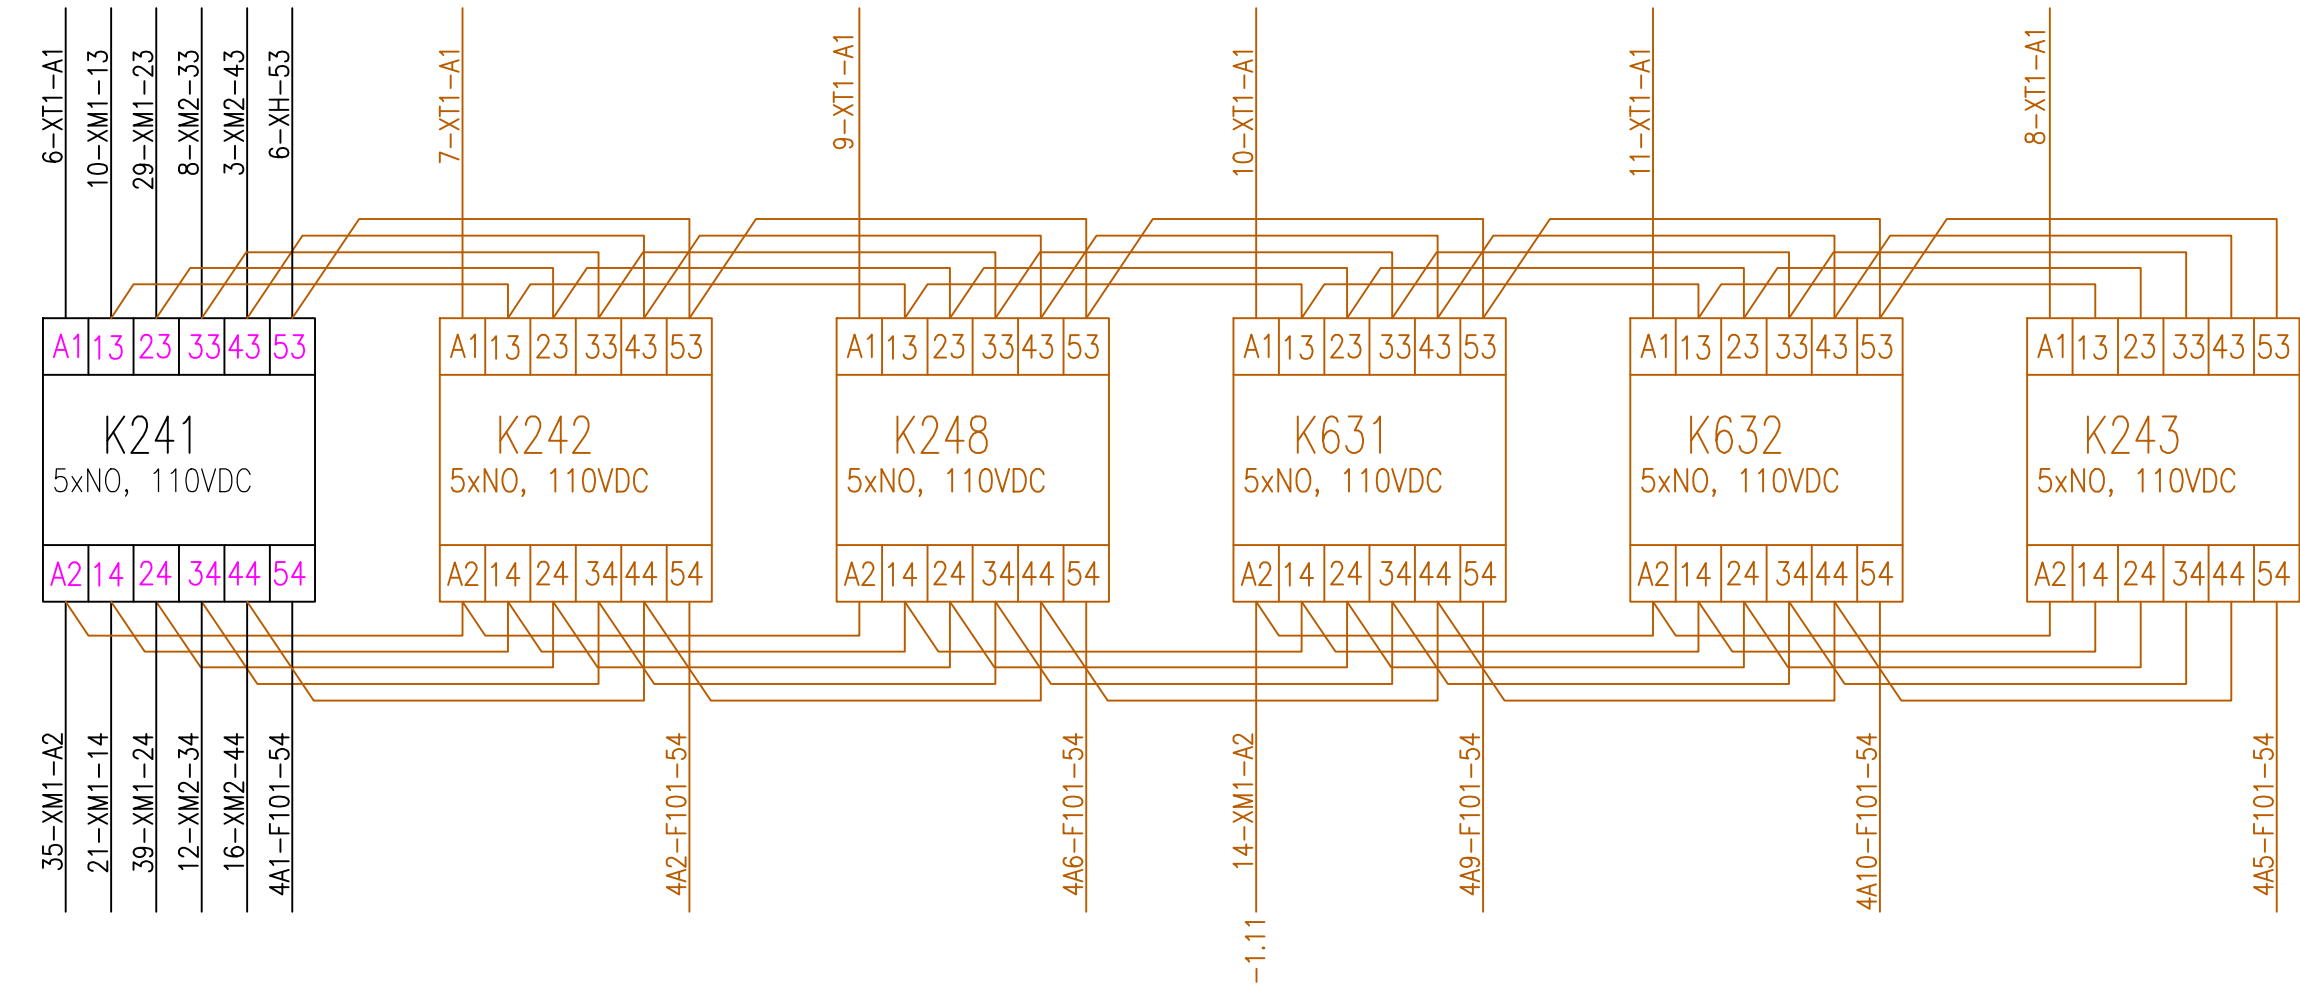 6-XT1-A1
10-XM1-13
29-XM1-23
8-XM2-33
3-XM2-43
6-XH-53
7-XT1-A1
9-XT1-A1
10-XT1-A1
11-XT1-A1
8-XT1-A1
A1 13 23 33 43 53
K241
5xNO, 110VDC
A2 14 24 34 44 54
A1 13 23 33 43 53
K242
5xNO, 110VDC
A2 14 24 34 44 54
A1 13 23 33 43 53
K248
5xNO, 110VDC
A2 14 24 34 44 54
A1 13 23 33 43 53
K631
5xNO, 110VDC
A2 14 24 34 44 54
A1 13 23 33 43 53
K632
5xNO, 110VDC
A2 14 24 34 44 54
A1 13 23 33 43 53
K243
5xNO, 110VDC
A2 14 24 34 44 54
35-XM1-A2
21-XM1-14
39-XM1-24
12-XM2-34
16-XM2-44
4A1-F101-54
4A2-F101-54
4A6-F101-54
14-XM1-A2
4A9-F101-54
4A10-F101-54
4A5-F101-54
-1.11